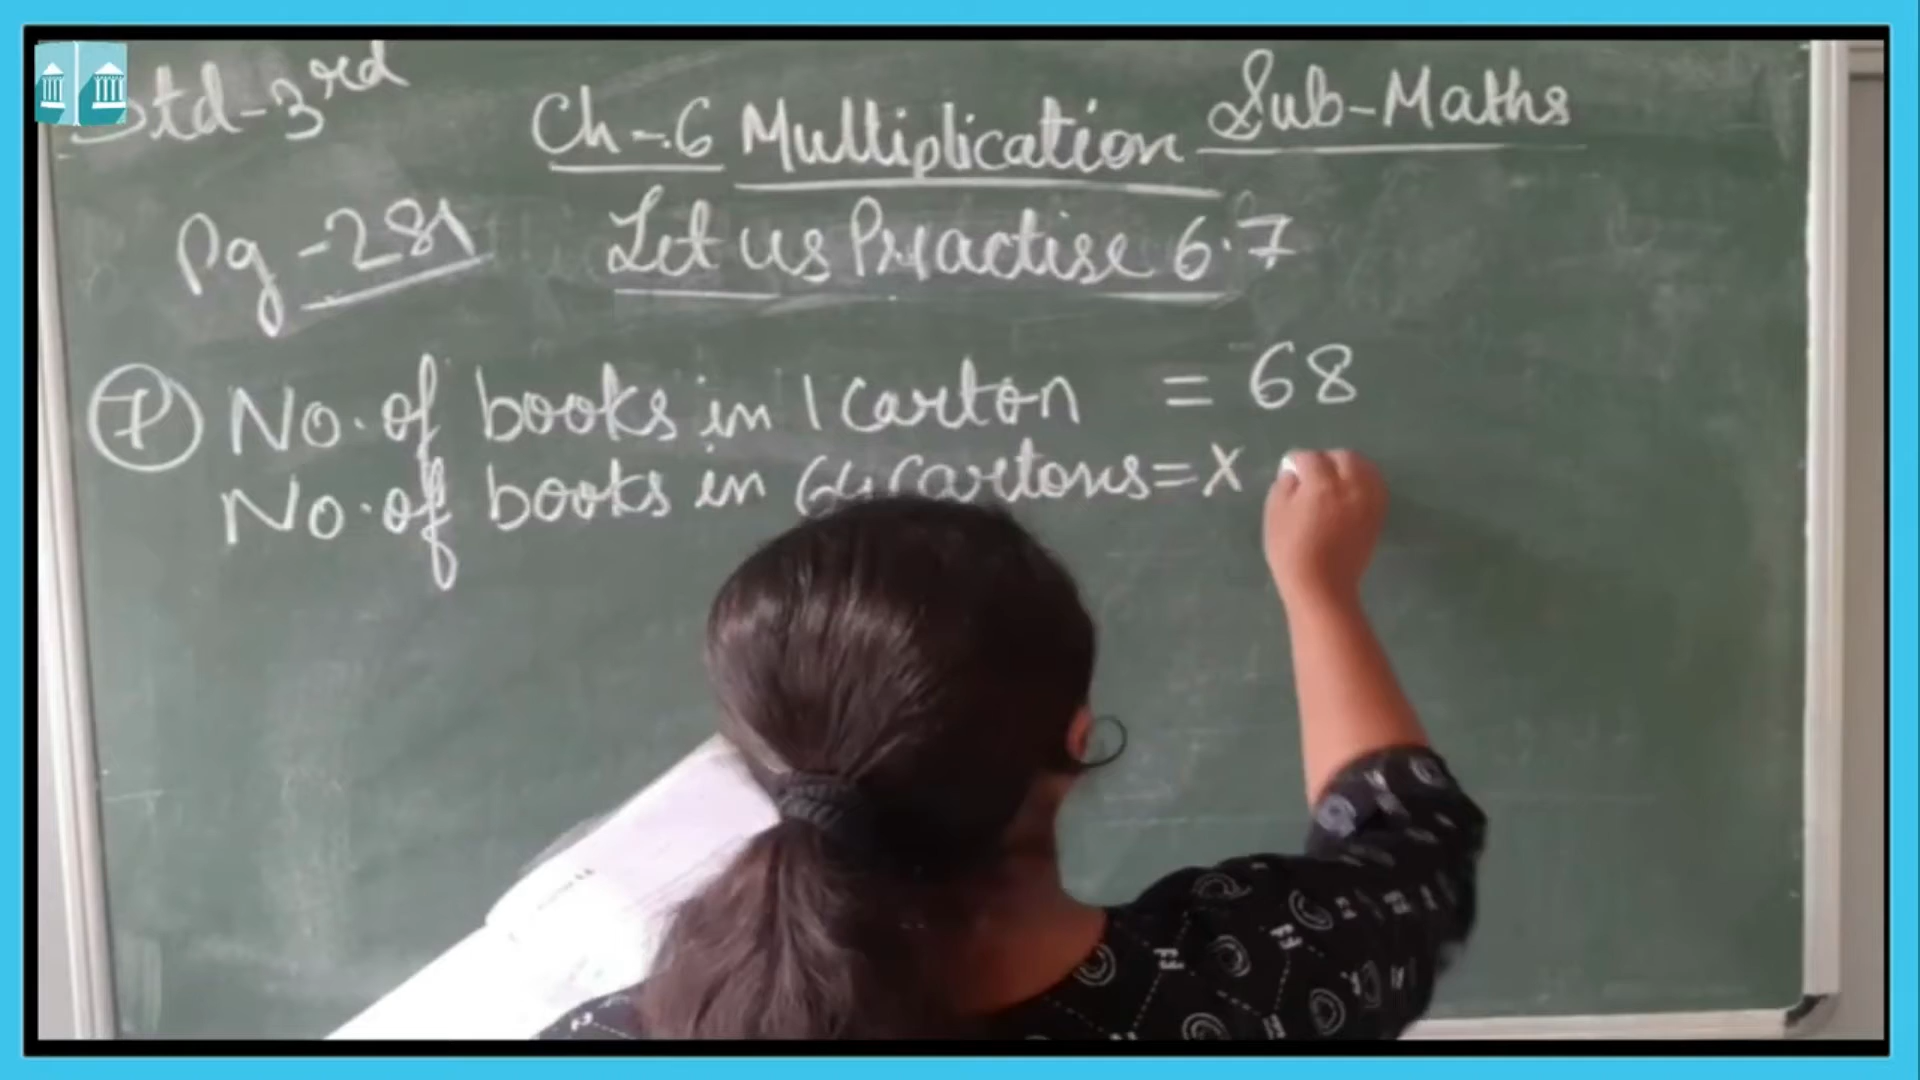 Std-3rd
Ch-6 Multiplication
Sub-Maths
Pg-281
Let us Practise 6.7
7 No. of books in 1 carton = 68
No. of books in 64 cartons = X